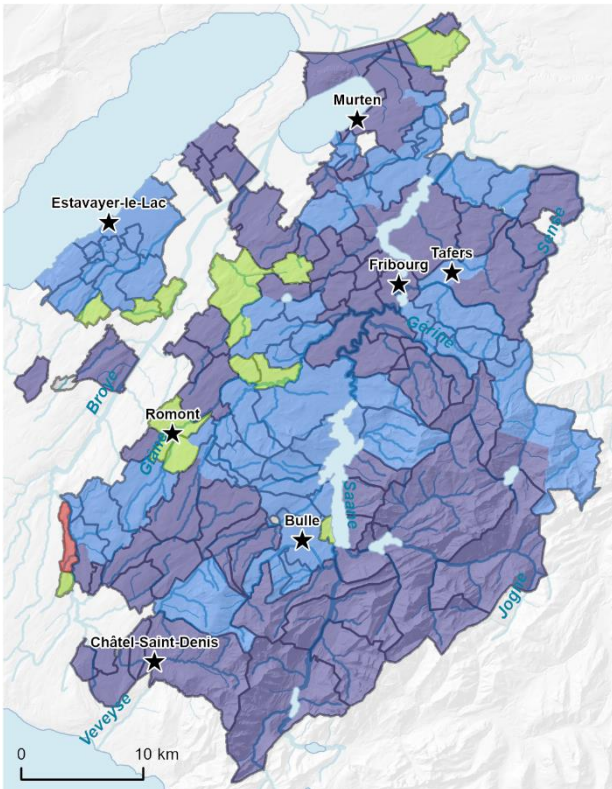 Murten
Estavayer-le-Lac
Sense
Tafers
Fribourg
Gérine
Broye
Romont
Glâne
Sarine
Bulle
Jogne
Châtel-Saint-Denis
Veveyse
0 10 km